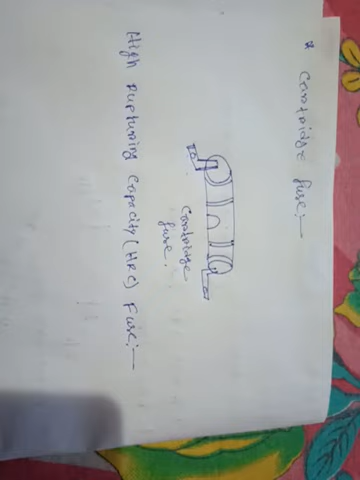 * Cartridge fuse:—
Cartridge
fuse.
High Rupturing Capacity (HRC) Fuse:—